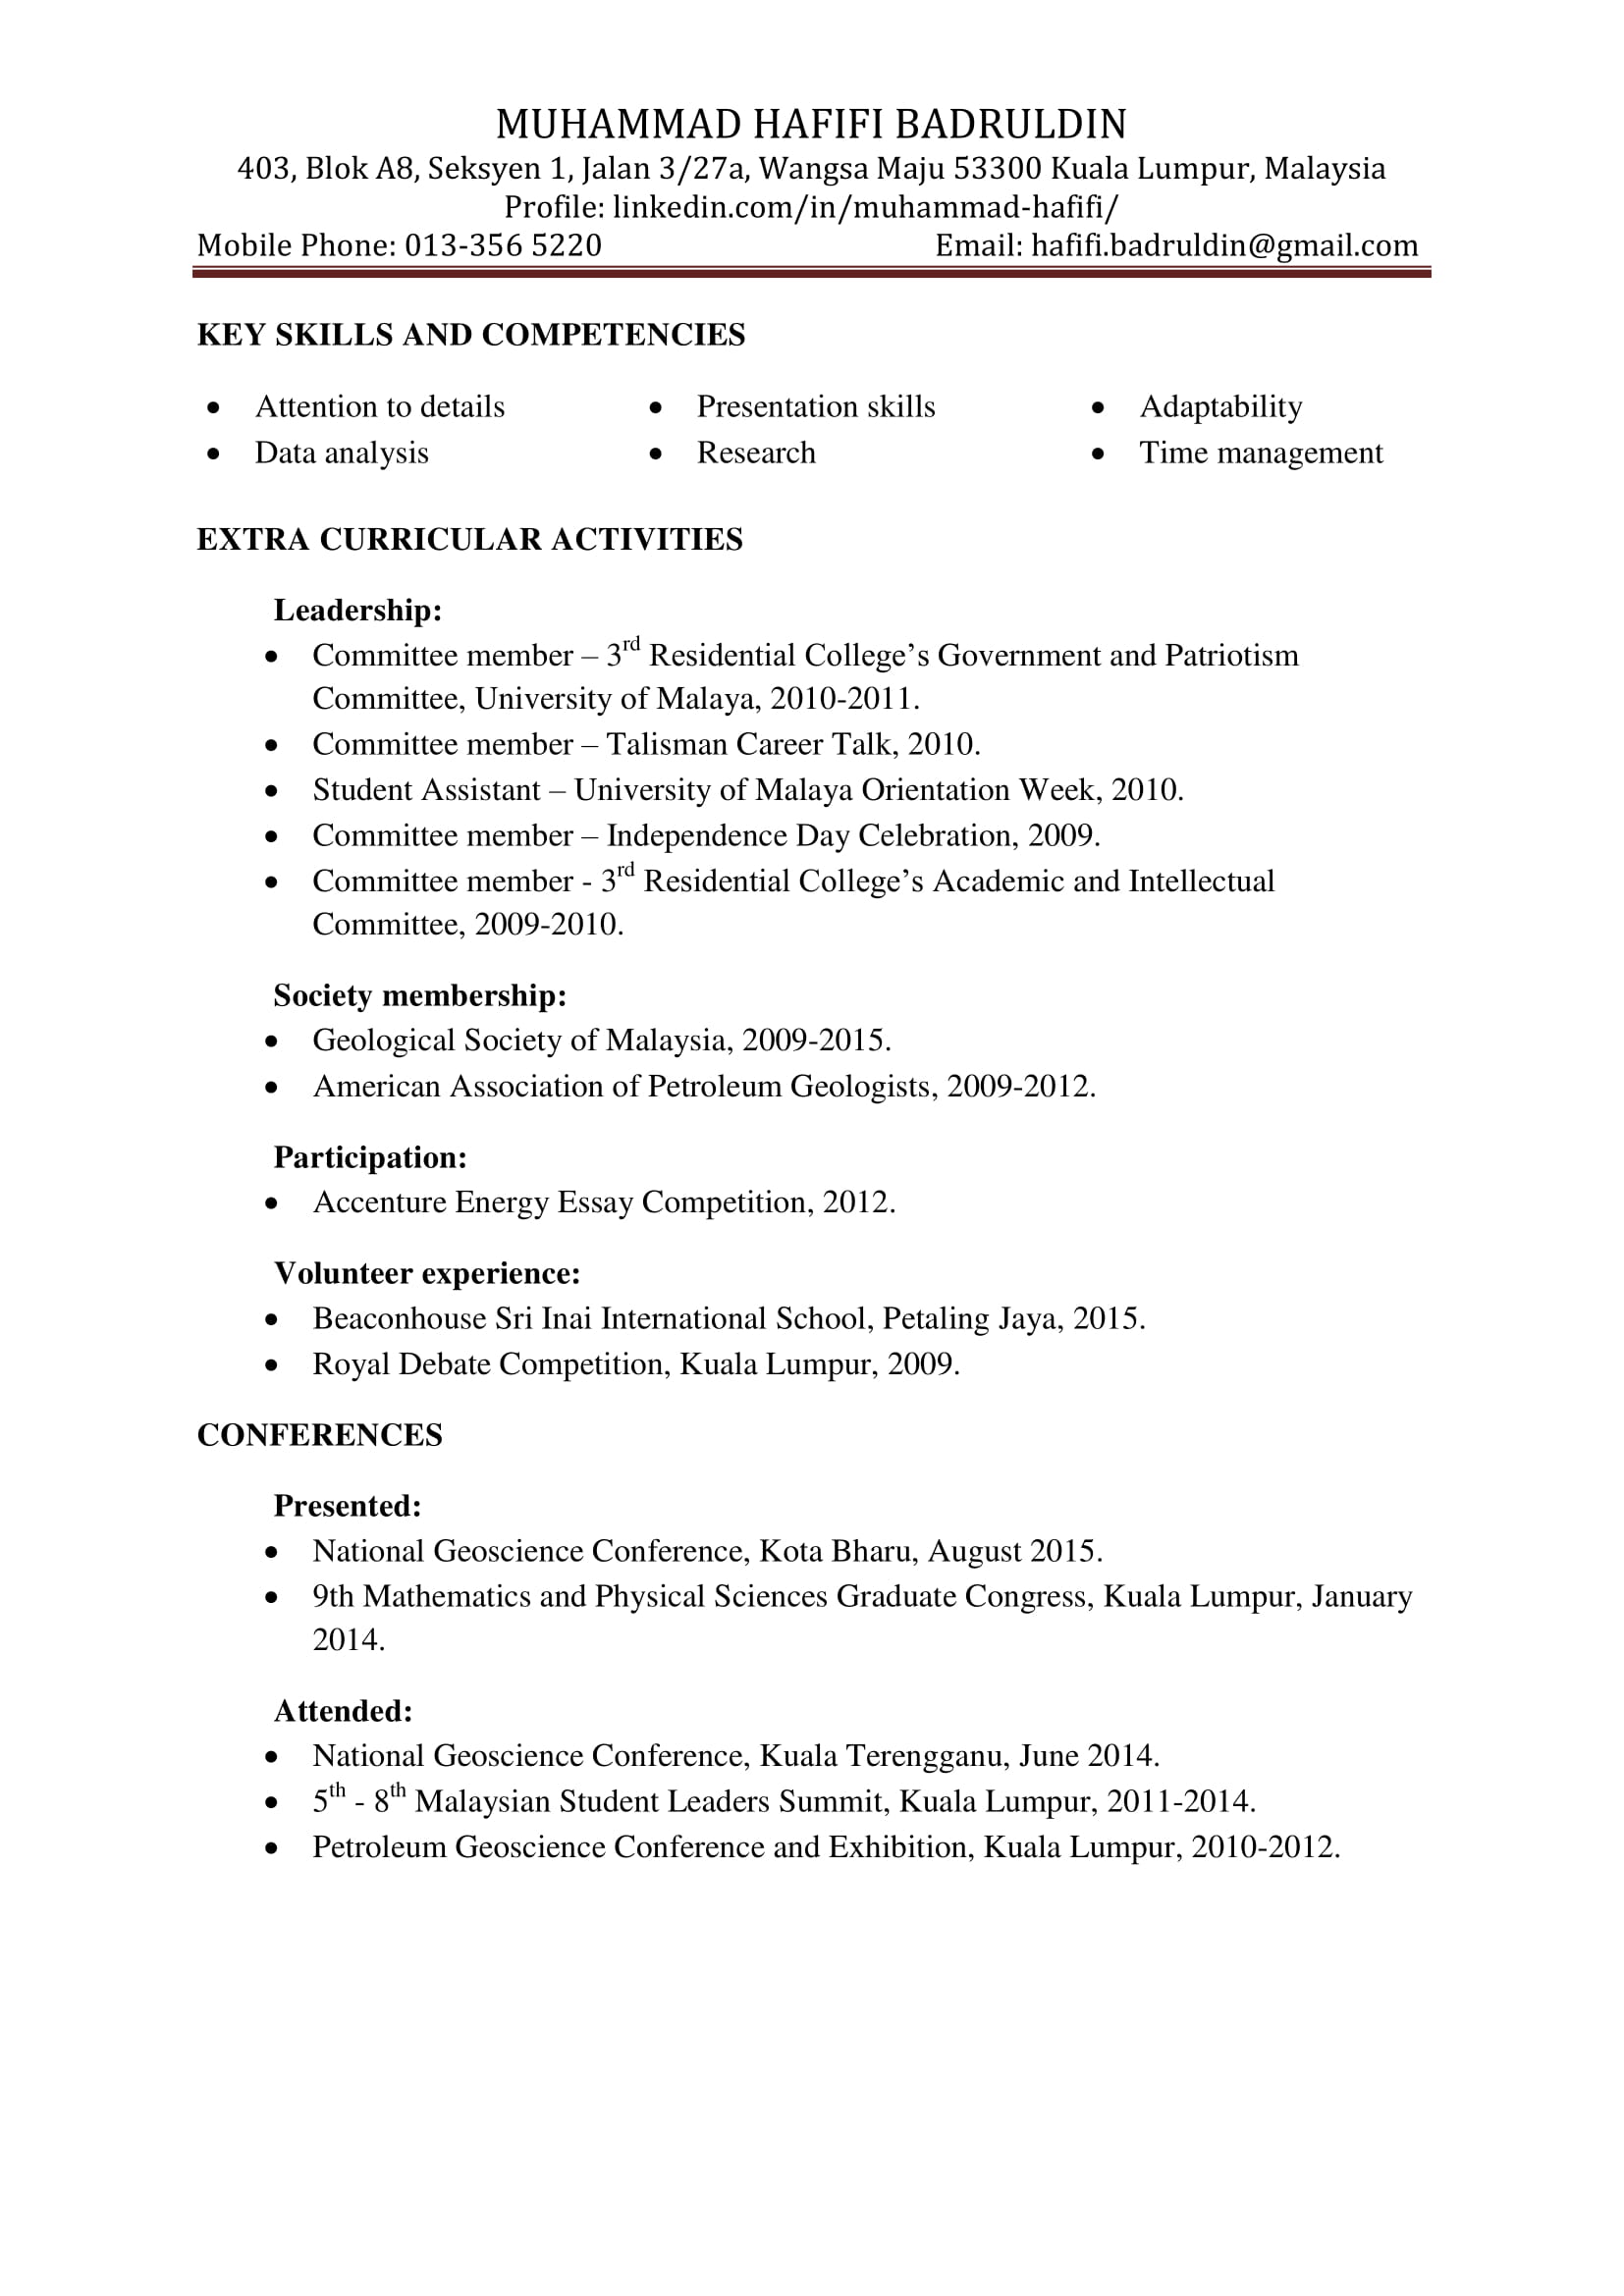 MUHAMMAD HAFIFI BADRULDIN
403, Blok A8, Seksyen 1, Jalan 3/27a, Wangsa Maju 53300 Kuala Lumpur, Malaysia
Profile: linkedin.com/in/muhammad-hafifi/
Mobile Phone: 013-356 5220 Email: hafifi.badruldin@gmail.com
KEY SKILLS AND COMPETENCIES
• Attention to details • Presentation skills • Adaptability
• Data analysis • Research • Time management
EXTRA CURRICULAR ACTIVITIES
Leadership:
• Committee member – 3rd Residential College’s Government and Patriotism
Committee, University of Malaya, 2010-2011.
• Committee member – Talisman Career Talk, 2010.
• Student Assistant – University of Malaya Orientation Week, 2010.
• Committee member – Independence Day Celebration, 2009.
• Committee member - 3rd Residential College’s Academic and Intellectual
Committee, 2009-2010.
Society membership:
• Geological Society of Malaysia, 2009-2015.
• American Association of Petroleum Geologists, 2009-2012.
Participation:
• Accenture Energy Essay Competition, 2012.
Volunteer experience:
• Beaconhouse Sri Inai International School, Petaling Jaya, 2015.
• Royal Debate Competition, Kuala Lumpur, 2009.
CONFERENCES
Presented:
• National Geoscience Conference, Kota Bharu, August 2015.
• 9th Mathematics and Physical Sciences Graduate Congress, Kuala Lumpur, January
2014.
Attended:
• National Geoscience Conference, Kuala Terengganu, June 2014.
• 5th - 8th Malaysian Student Leaders Summit, Kuala Lumpur, 2011-2014.
• Petroleum Geoscience Conference and Exhibition, Kuala Lumpur, 2010-2012.